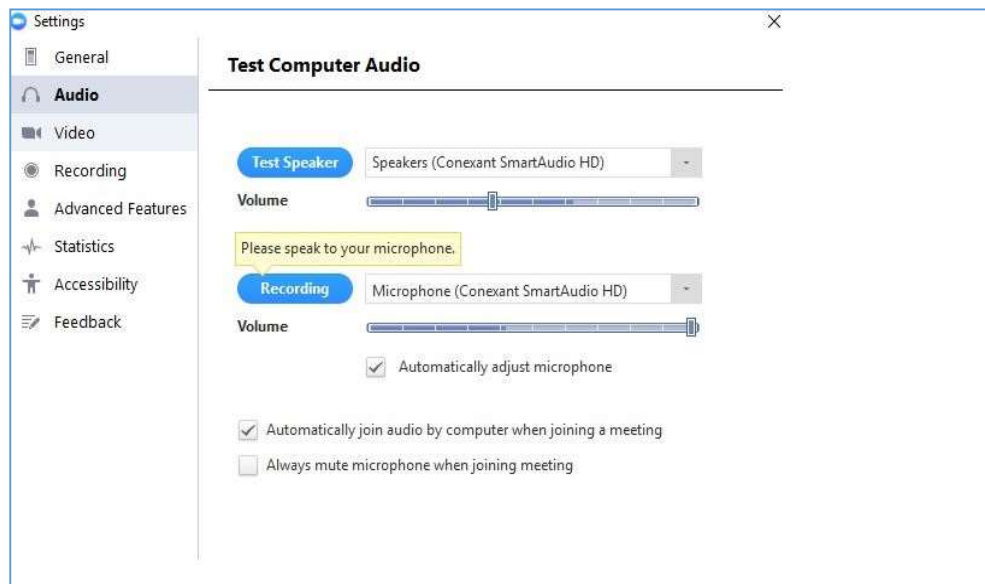 Settings
General
Audio
Video
Recording
Advanced Features
Statistics
Accessibility
Feedback
Test Computer Audio
Test Speaker
Speakers (Conexant SmartAudio HD)
Volume
Please speak to your microphone.
Recording
Microphone (Conexant SmartAudio HD)
Volume
Automatically adjust microphone
Automatically join audio by computer when joining a meeting
Always mute microphone when joining meeting